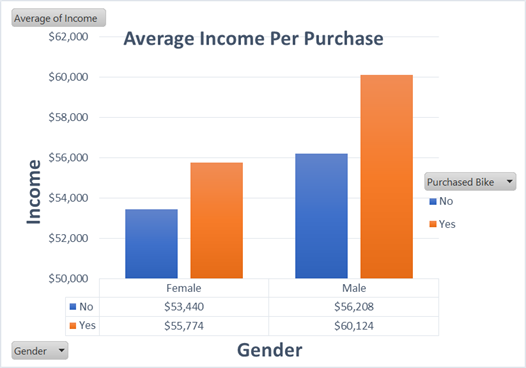 Average of Income
Average Income Per Purchase
$62,000
$60,000
$58,000
$56,000
$54,000
$52,000
$50,000
Income
Purchased Bike
No
Yes
Female Male
No $53,440 $56,208
Yes $55,774 $60,124
Gender
Gender